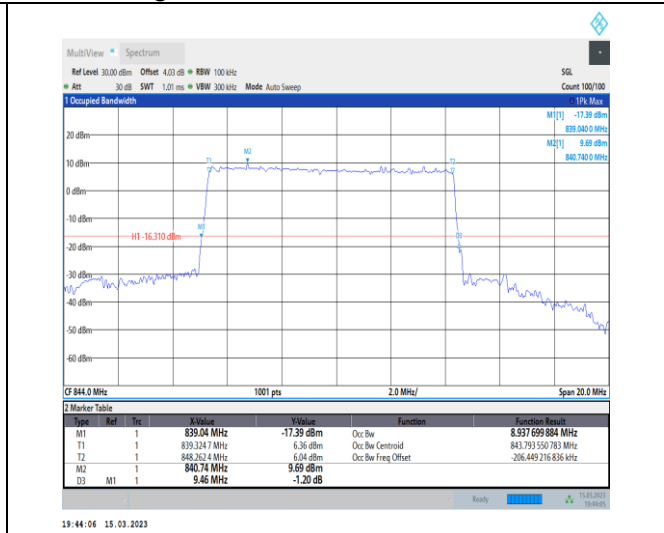 MultiView Spectrum
Ref Level 30.00 dBm Offset 4.03 dB RBW 100 kHz SGL
Att 30 dB SWT 1.01 ms VBW 300 kHz Mode Auto Sweep Count 100/100
1 Occupied Bandwidth 1Pk Max
M1[1] -17.39 dBm
839.040 0 MHz
M2[1] 9.69 dBm
840.740 0 MHz
20 dBm
10 dBm
0 dBm
-10 dBm
-20 dBm
-30 dBm
-40 dBm
-50 dBm
-60 dBm
T1
M2
T2
M1
D3
H1 -16.310 dBm
CF 844.0 MHz 1001 pts 2.0 MHz/ Span 20.0 MHz
2 Marker Table
Type Ref Trc X-Value Y-Value Function Function Result
M1 1 839.04 MHz -17.39 dBm Occ Bw 8.937 699 884 MHz
T1 1 839.324 7 MHz 6.36 dBm Occ Bw Centroid 843.793 550 783 MHz
T2 1 848.262 4 MHz 6.04 dBm Occ Bw Freq Offset -206.449 216 836 kHz
M2 1 840.74 MHz 9.69 dBm
D3 M1 1 9.46 MHz -1.20 dB
Ready 15.03.2023
19:44:05
19:44:06 15.03.2023